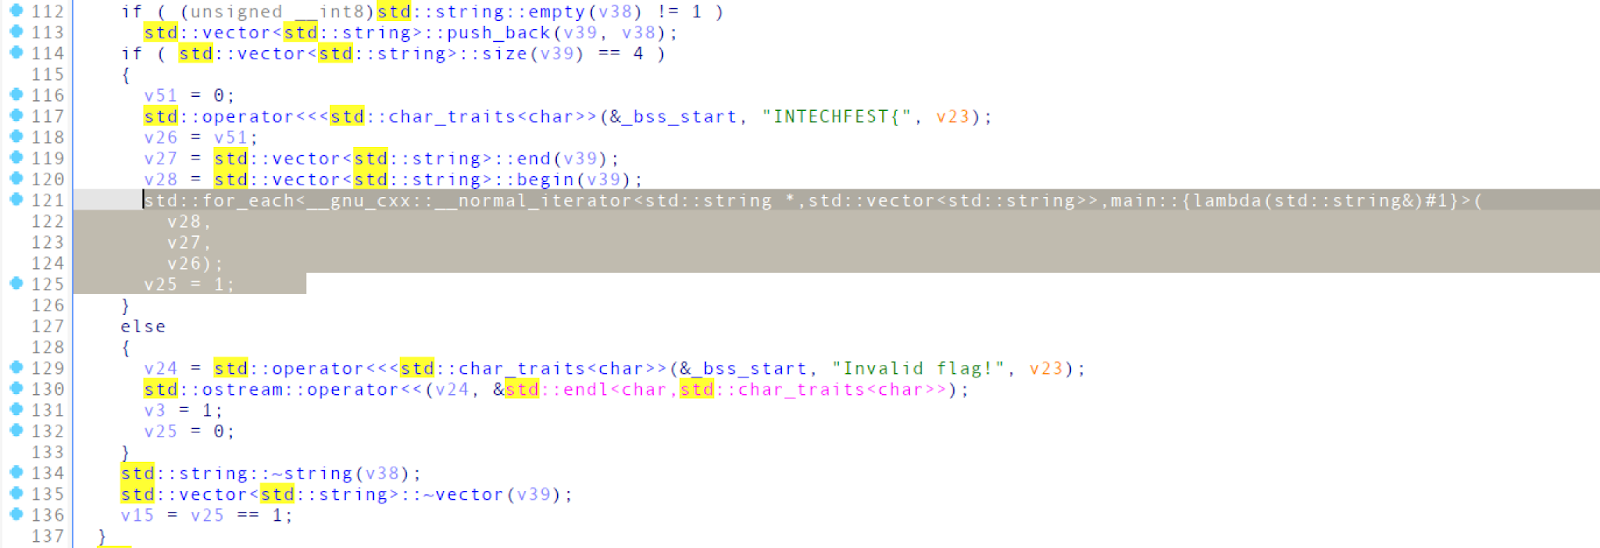 112 if ( (unsigned __int8)std::string::empty(v38) != 1 )
113 std::vector<std::string>::push_back(v39, v38);
114 if ( std::vector<std::string>::size(v39) == 4 )
115 {
116 v51 = 0;
117 std::operator<<<std::char_traits<char>>(&_bss_start, "INTECHFEST{", v23);
118 v26 = v51;
119 v27 = std::vector<std::string>::end(v39);
120 v28 = std::vector<std::string>::begin(v39);
121 std::for_each<__gnu_cxx::__normal_iterator<std::string *,std::vector<std::string>>,main::{lambda(std::string&)#1}>(
122 v28,
123 v27,
124 v26);
125 v25 = 1;
126 }
127 else
128 {
129 v24 = std::operator<<<std::char_traits<char>>(&_bss_start, "Invalid flag!", v23);
130 std::ostream::operator<<(v24, &std::endl<char,std::char_traits<char>>);
131 v3 = 1;
132 v25 = 0;
133 }
134 std::string::~string(v38);
135 std::vector<std::string>::~vector(v39);
136 v15 = v25 == 1;
137 }